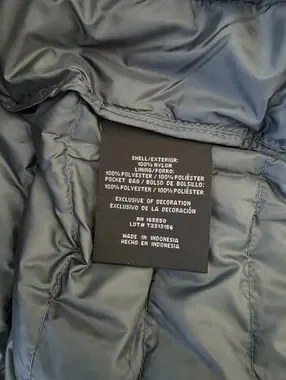 SHELL/EXTERIOR:
100% NYLON
LINING/FORRO:
100% POLYESTER / 100% POLIÉSTER
POCKET BAG / BOLSO DE BOLSILLO:
100% POLYESTER / 100% POLIÉSTER
EXCLUSIVE OF DECORATION
EXCLUSIVO DE LA DECORACIÓN
RN 165550
LOT# T2313156
MADE IN INDONESIA
HECHO EN INDONESIA